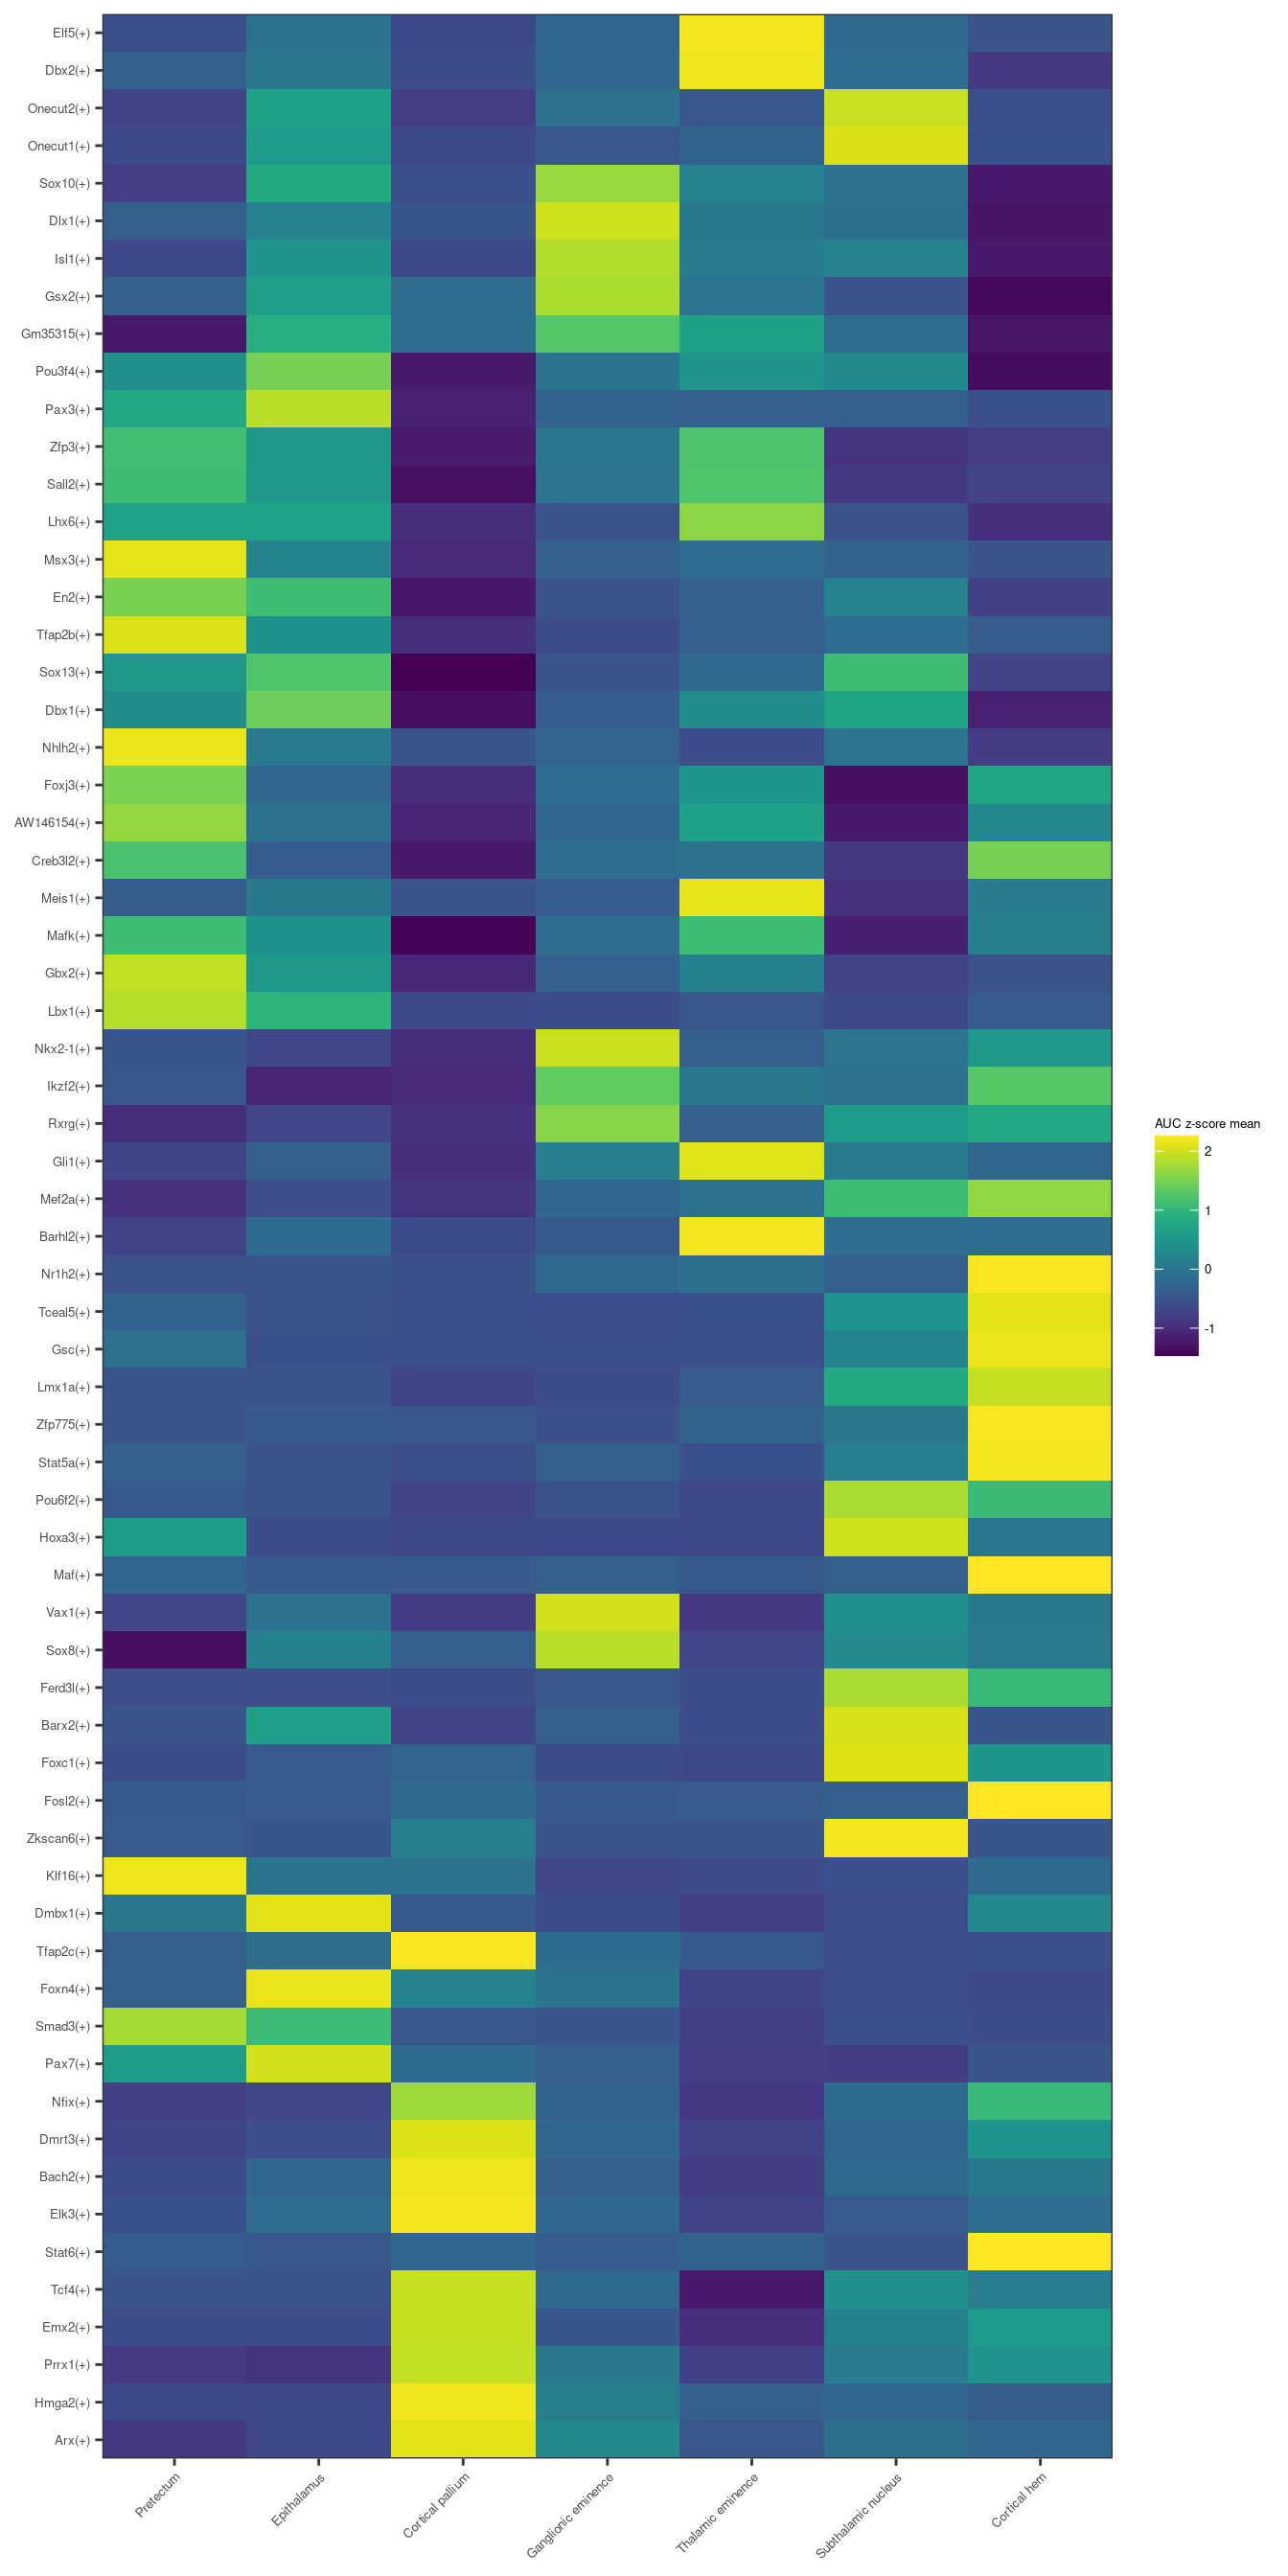 Elf5(+)
Dbx2(+)
Onecut2(+)
Onecut1(+)
Sox10(+)
Dlx1(+)
Isl1(+)
Gsx2(+)
Gm35315(+)
Pou3f4(+)
Pax3(+)
Zfp3(+)
Sall2(+)
Lhx6(+)
Msx3(+)
En2(+)
Tfap2b(+)
Sox13(+)
Dbx1(+)
Nhlh2(+)
Foxj3(+)
AW146154(+)
Creb3l2(+)
Meis1(+)
Mafk(+)
Gbx2(+)
Lbx1(+)
Nkx2-1(+)
Ikzf2(+)
Rxrg(+)
Gli1(+)
Mef2a(+)
Barhl2(+)
Nr1h2(+)
Tceal5(+)
Gsc(+)
Lmx1a(+)
Zfp775(+)
Stat5a(+)
Pou6f2(+)
Hoxa3(+)
Maf(+)
Vax1(+)
Sox8(+)
Ferd3l(+)
Barx2(+)
Foxc1(+)
Fosl2(+)
Zkscan6(+)
Klf16(+)
Dmbx1(+)
Tfap2c(+)
Foxn4(+)
Smad3(+)
Pax7(+)
Nfix(+)
Dmrt3(+)
Bach2(+)
Elk3(+)
Stat6(+)
Tcf4(+)
Emx2(+)
Prrx1(+)
Hmga2(+)
Arx(+)
Pretectum
Epithalamus
Cortical pallium
Ganglionic eminence
Thalamic eminence
Subthalamic nucleus
Cortical hem
AUC z-score mean
2
1
0
-1